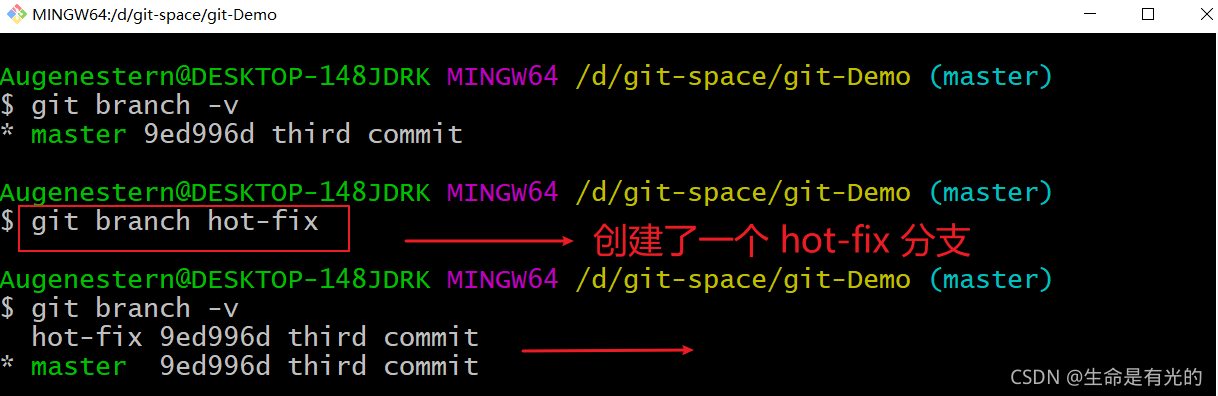 MINGW64:/d/git-space/git-Demo
Augenestern@DESKTOP-148JDRK MINGW64 /d/git-space/git-Demo (master)
$ git branch -v
* master 9ed996d third commit
Augenestern@DESKTOP-148JDRK MINGW64 /d/git-space/git-Demo (master)
$ git branch hot-fix
创建了一个 hot-fix 分支
Augenestern@DESKTOP-148JDRK MINGW64 /d/git-space/git-Demo (master)
$ git branch -v
hot-fix 9ed996d third commit
* master  9ed996d third commit
CSDN @生命是有光的